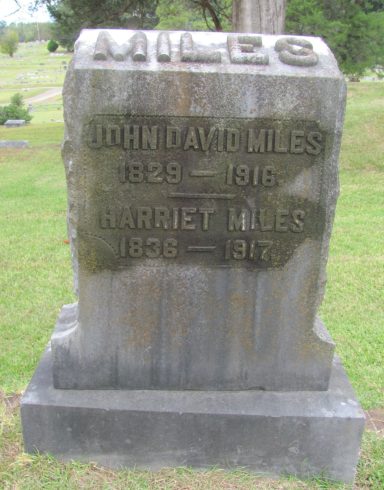 MILES
JOHN DAVID MILES
1829 — 1916
HARRIET MILES
1836 — 1917